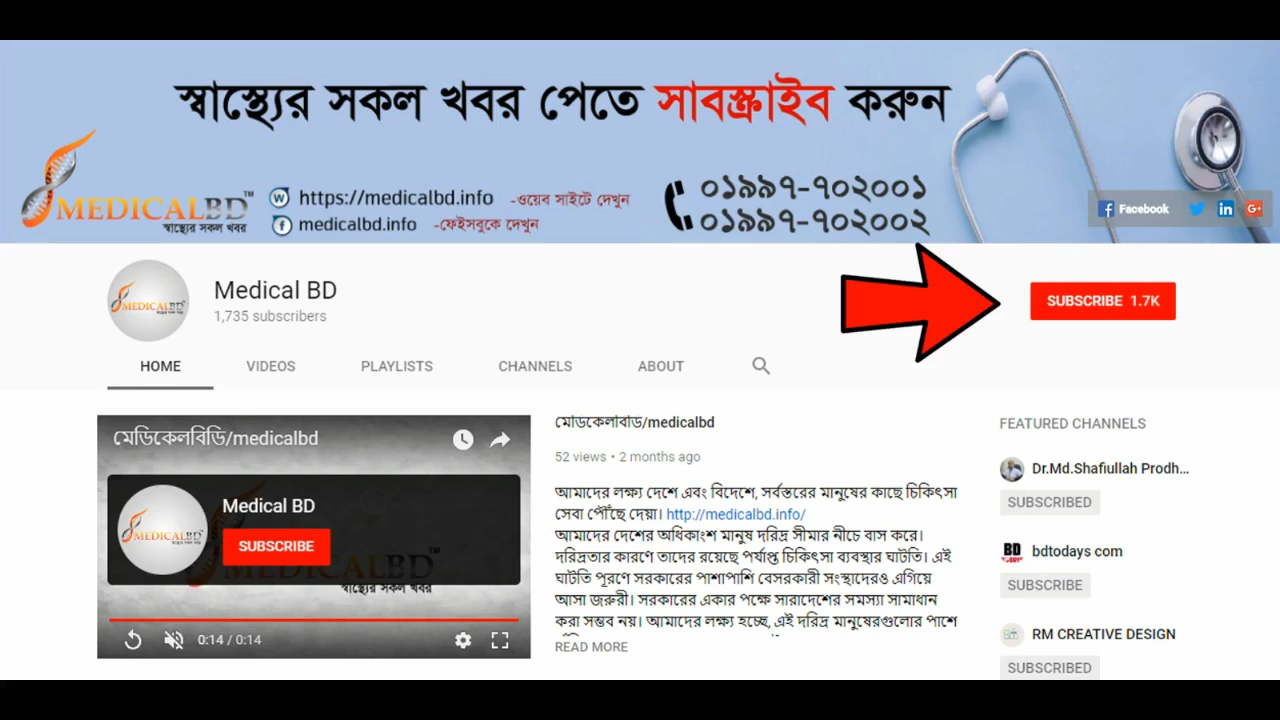 স্বাস্থ্যের সকল খবর পেতে সাবস্ক্রাইব করুন
MEDICALBD™
স্বাস্থ্যের সকল খবর
https://medicalbd.info -ওয়েব সাইটে দেখুন
medicalbd.info -ফেইসবুকে দেখুন
০১৯৯৭-৭০২০০১
০১৯৯৭-৭০২০০২
Facebook
Medical BD
1,735 subscribers
SUBSCRIBE 1.7K
HOME VIDEOS PLAYLISTS CHANNELS ABOUT
মেডিকেলবিডি/medicalbd
Medical BD
SUBSCRIBE
MEDICALBD™
স্বাস্থ্যের সকল খবর
0:14 / 0:14
মোডকেলাবাড/medicalbd
52 views • 2 months ago
আমাদের লক্ষ্য দেশে এবং বিদেশে, সর্বস্তরের মানুষের কাছে চিকিৎসা
সেবা পৌঁছে দেয়া। http://medicalbd.info/
আমাদের দেশের অধিকাংশ মানুষ দরিদ্র সীমার নীচে বাস করে।
দরিদ্রতার কারণে তাদের রয়েছে পর্যাপ্ত চিকিৎসা ব্যবস্থার ঘাটতি। এই
ঘাটতি পূরণে সরকারের পাশাপাশি বেসরকারী সংস্থাদেরও এগিয়ে
আসা জরুরী। সরকারের একার পক্ষে সারাদেশের সমস্যা সামাধান
করা সম্ভব নয়। আমাদের লক্ষ্য হচ্ছে, এই দরিদ্র মানুষেরগুলোর পাশে
READ MORE
FEATURED CHANNELS
Dr.Md.Shafiullah Prodh...
SUBSCRIBED
bdtodays com
SUBSCRIBE
RM CREATIVE DESIGN
SUBSCRIBED